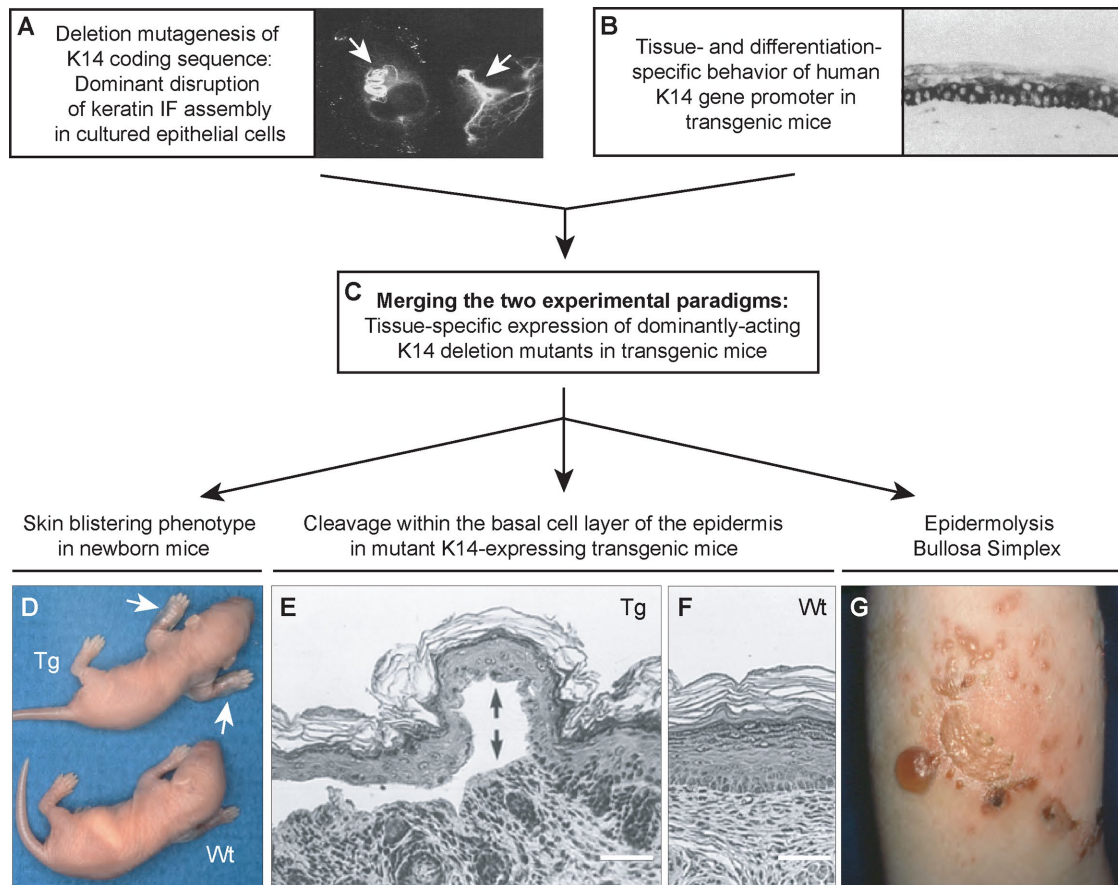 A
Deletion mutagenesis of
K14 coding sequence:
Dominant disruption
of keratin IF assembly
in cultured epithelial cells
B
Tissue- and differentiation-
specific behavior of human
K14 gene promoter in
transgenic mice
C
Merging the two experimental paradigms:
Tissue-specific expression of dominantly-acting
K14 deletion mutants in transgenic mice
Skin blistering phenotype
in newborn mice
Cleavage within the basal cell layer of the epidermis
in mutant K14-expressing transgenic mice
Epidermolysis
Bullosa Simplex
D
Tg
Wt
E
Tg
F
Wt
G